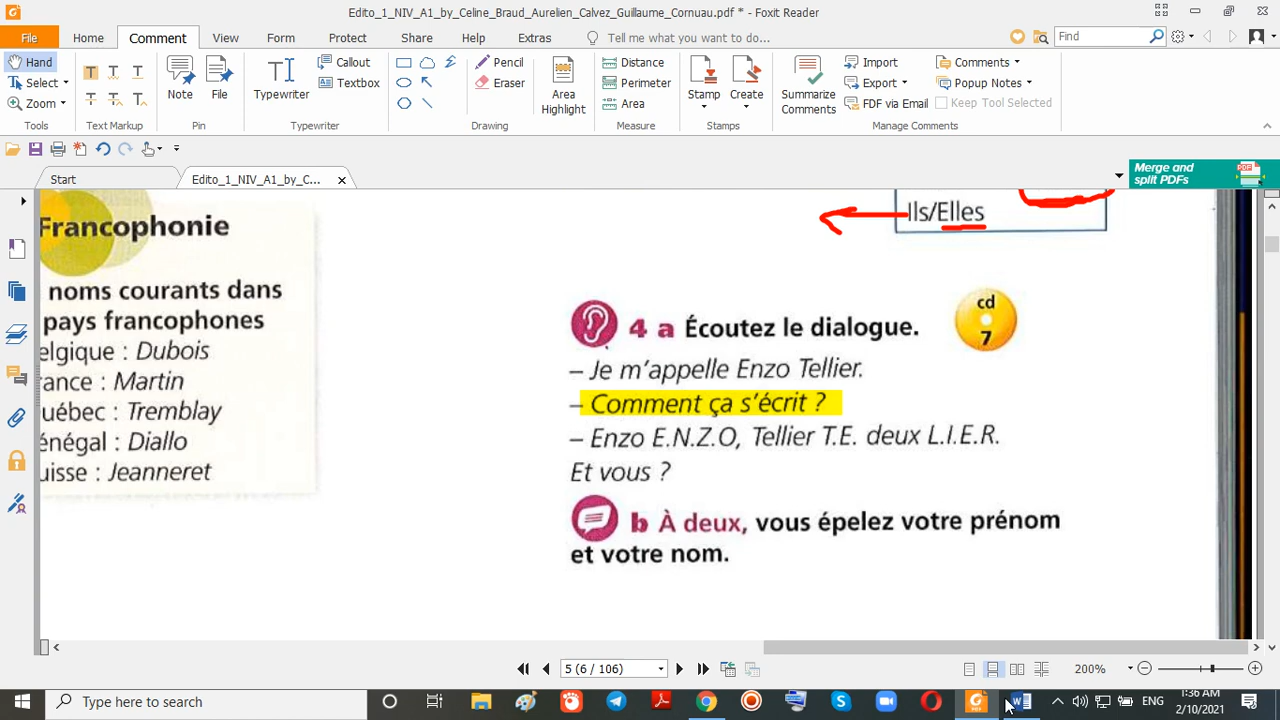 Edito_1_NIV_A1_by_Celine_Braud_Aurelien_Calvez_Guillaume_Cornuau.pdf * - Foxit Reader
File Home Comment View Form Protect Share Help Extras Tell me what you want to do... Find
Hand
Select
Zoom
Tools
Text Markup
Note
File
Pin
Typewriter
Callout
Textbox
Typewriter
Pencil
Eraser
Area Highlight
Drawing
Distance
Perimeter
Area
Measure
Stamp
Create
Stamps
Summarize Comments
Import
Export
FDF via Email
Comments
Popup Notes
Keep Tool Selected
Manage Comments
Start
Edito_1_NIV_A1_by_C...
Merge and
split PDFs
Francophonie
noms courants dans
pays francophones
elgique : Dubois
rance : Martin
uébec : Tremblay
énégal : Diallo
uisse : Jeanneret
Ils/Elles
4 a Écoutez le dialogue.
cd
7
– Je m'appelle Enzo Tellier.
– Comment ça s'écrit ?
– Enzo E.N.Z.O, Tellier T.E. deux L.I.E.R.
Et vous ?
b À deux, vous épelez votre prénom
et votre nom.
5 (6 / 106)
200%
Type here to search
ENG
1:36 AM
2/10/2021